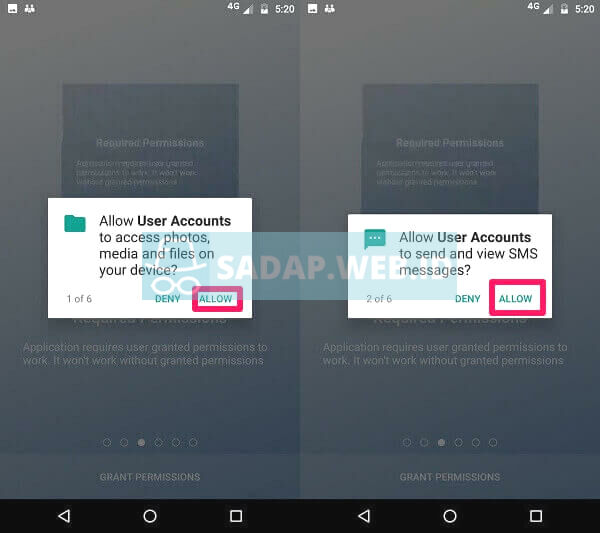 4G 5:20
Required Permissions
Application requires user granted
permissions to work. It won't work
without granted permissions
Allow User Accounts
to access photos,
media and files on
your device?
1 of 6 DENY ALLOW
Required Permissions
Application requires user granted permissions to
work. It won't work without granted permissions
GRANT PERMISSIONS
4G 5:20
Required Permissions
Application requires user granted
permissions to work. It won't work
without granted permissions
Allow User Accounts
to send and view SMS
messages?
2 of 6 DENY ALLOW
Required Permissions
Application requires user granted permissions to
work. It won't work without granted permissions
GRANT PERMISSIONS
SADAP.WEB.ID